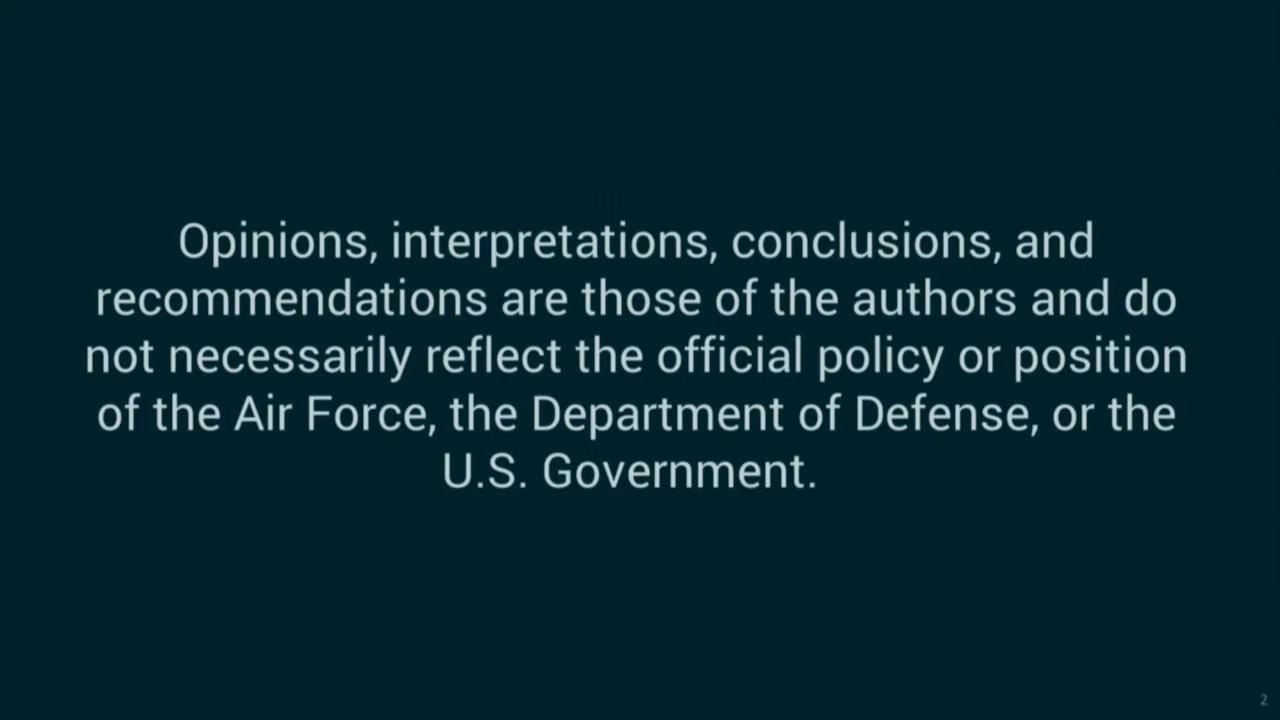 Opinions, interpretations, conclusions, and
recommendations are those of the authors and do
not necessarily reflect the official policy or position
of the Air Force, the Department of Defense, or the
U.S. Government.
2